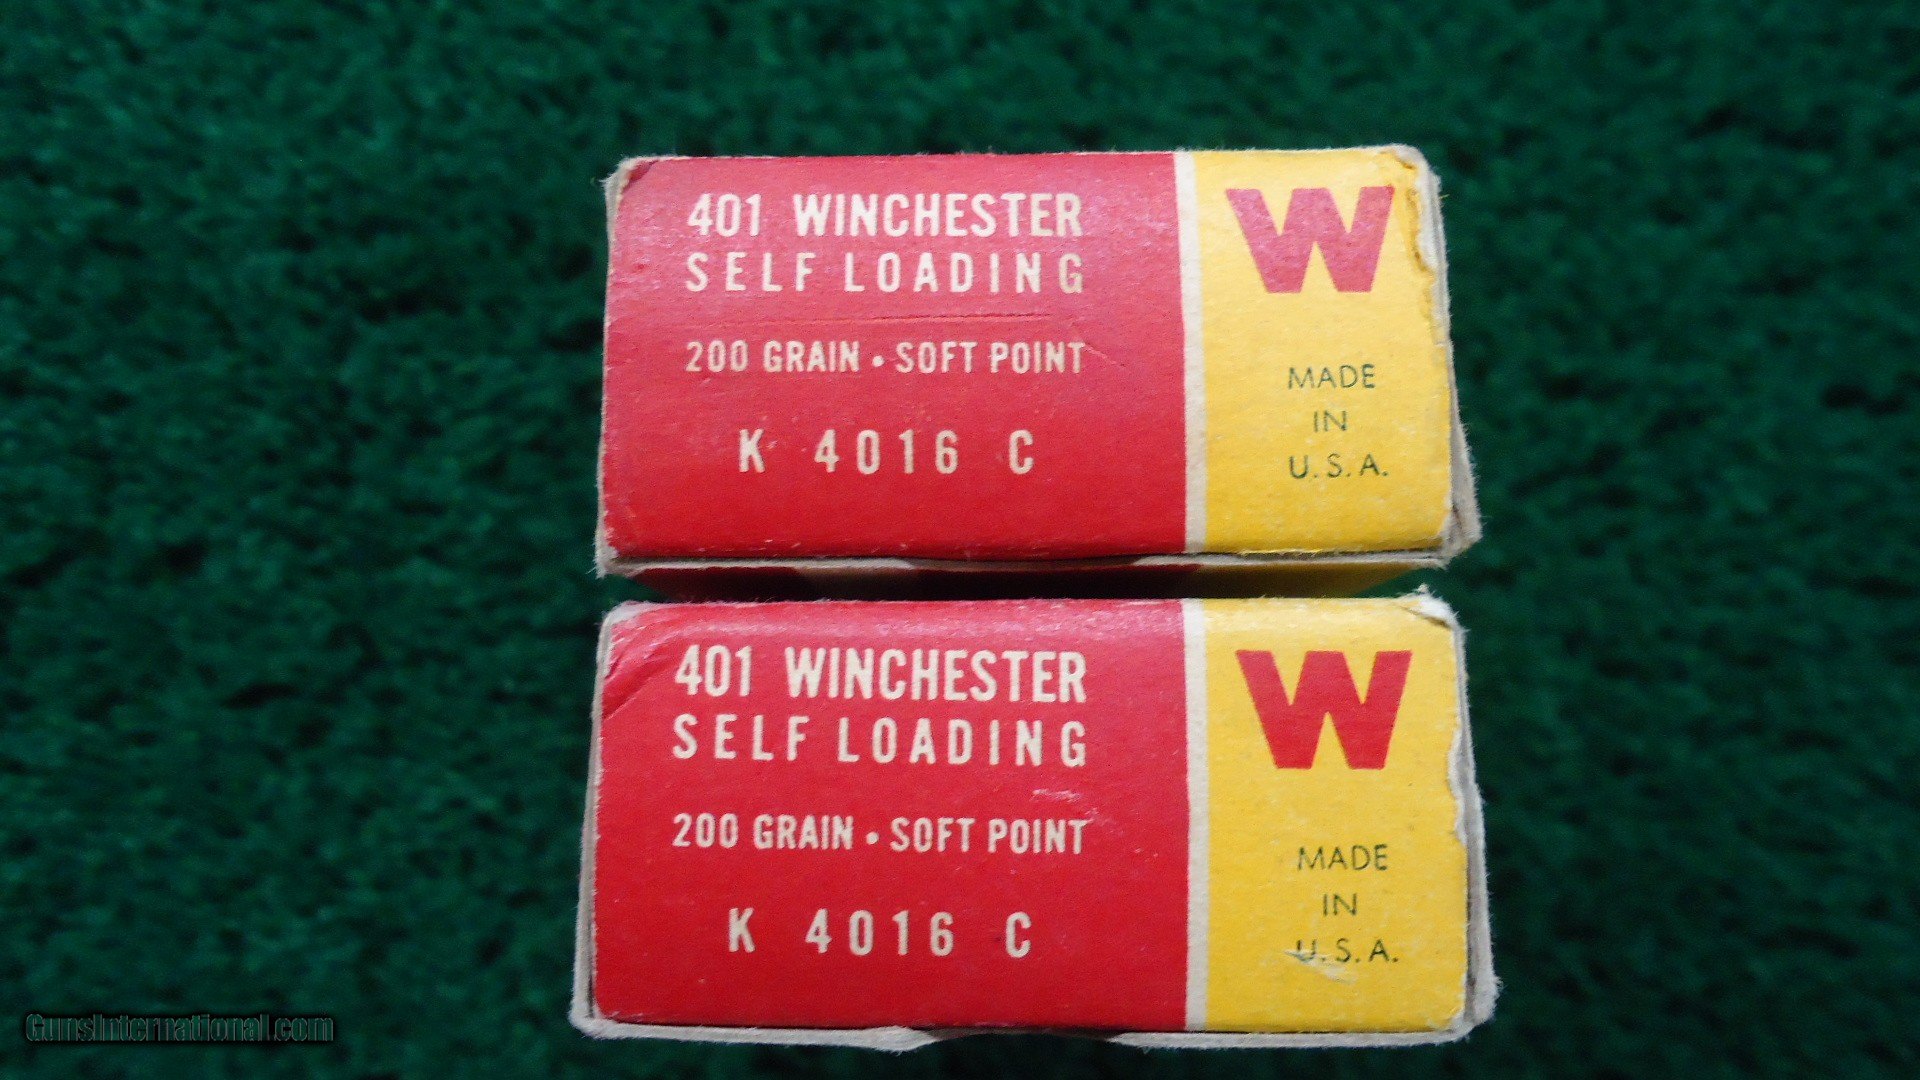 401 WINCHESTER
SELF LOADING
200 GRAIN • SOFT POINT
K 4016 C
W
MADE
IN
U.S.A.
401 WINCHESTER
SELF LOADING
200 GRAIN • SOFT POINT
K 4016 C
W
MADE
IN
U.S.A.
GunsInternational.com